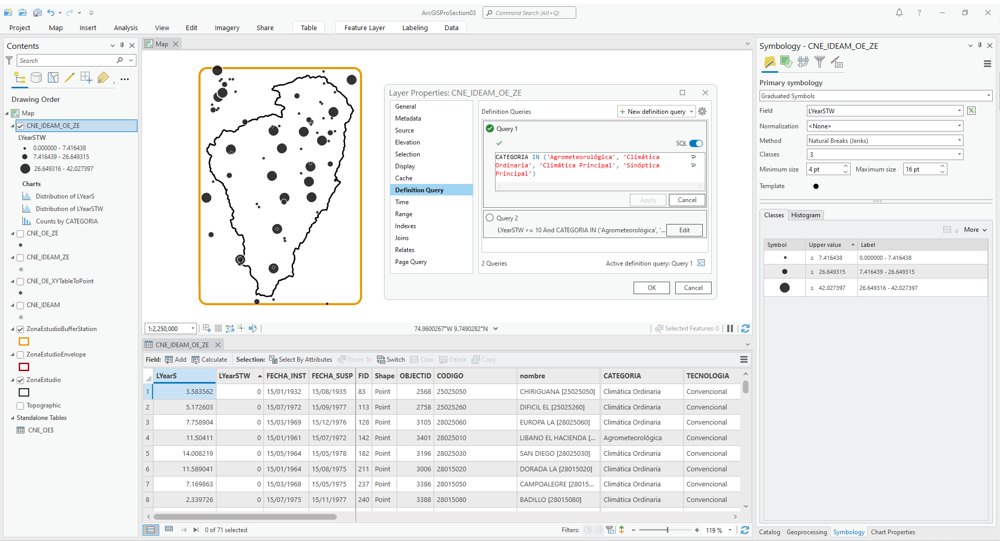 ArcGISProSection03
Command Search (Alt+Q)
Project
Map
Insert
Analysis
View
Edit
Imagery
Share
Table
Feature Layer
Labeling
Data
Contents
Search
Drawing Order
Map
CNE_IDEAM_OE_ZE
LYearSTW
0.000000 - 7.416438
7.416439 - 26.649315
26.649316 - 42.027397
Charts
Distribution of LYearS
Distribution of LYearSTW
Counts by CATEGORIA
CNE_OE_ZE
CNE_IDEAM_ZE
CNE_OE_XYTableToPoint
CNE_IDEAM
ZonaEstudioBufferStation
ZonaEstudioEnvelope
ZonaEstudio
Topographic
Standalone Tables
CNE_OE$
Map
Layer Properties: CNE_IDEAM_OE_ZE
General
Metadata
Source
Elevation
Selection
Display
Cache
Definition Query
Time
Range
Indexes
Joins
Relates
Page Query
Definition Queries
New definition query
Query 1
SQL
CATEGORIA IN ('Agrometeorológica', 'Climática
Ordinaria', 'Climática Principal', 'Sinóptica
Principal')
Apply
Cancel
Query 2
LYearSTW >= 10 And CATEGORIA IN ('Agrometeorológica', '...
Edit
2 Queries
Active definition query: Query 1
OK
Cancel
1:2,250,000
74.9600267°W 9.7490282°N
Selected Features: 0
CNE_IDEAM_OE_ZE
Field: Add Calculate Selection: Select By Attributes Zoom To Switch Clear Delete Copy
LYearS LYearSTW FECHA_INST FECHA_SUSP FID Shape OBJECTID CODIGO nombre CATEGORIA TECNOLOGIA
1 3.583562 0 15/01/1932 15/08/1935 83 Point 2568 25025050 CHIRIGUANA [25025050] Climática Ordinaria Convencional
2 5.172603 0 15/07/1972 15/09/1977 113 Point 2758 25025260 DIFICIL EL [25025260] Climática Ordinaria Convencional
3 7.758904 0 15/03/1969 15/12/1976 128 Point 3105 28025060 EUROPA LA [28025060] Climática Ordinaria Convencional
4 11.50411 0 15/01/1961 15/07/1972 142 Point 3401 28025010 LIBANO EL HACIENDA [... Agrometeorológica Convencional
5 14.008219 0 15/05/1964 15/05/1978 182 Point 3196 28025030 SAN DIEGO [28025030] Climática Ordinaria Convencional
6 11.589041 0 15/01/1964 15/08/1975 211 Point 3006 28015020 DORADA LA [28015020] Climática Ordinaria Convencional
7 7.169863 0 15/03/1968 15/05/1975 237 Point 3386 28015050 CAMPOALEGRE [28015... Climática Ordinaria Convencional
8 2.339726 0 15/07/1975 15/11/1977 240 Point 3388 28015080 BADILLO [28015080] Climática Ordinaria Convencional
0 of 71 selected
Filters:
119 %
Symbology - CNE_IDEAM_OE_ZE
Primary symbology
Graduated Symbols
Field LYearSTW
Normalization <None>
Method Natural Breaks (Jenks)
Classes 3
Minimum size 4 pt Maximum size 16 pt
Template
Classes Histogram
More
Symbol Upper value Label
≤ 7.416438 0.000000 - 7.416438
≤ 26.649315 7.416439 - 26.649315
≤ 42.027397 26.649316 - 42.027397
Catalog Geoprocessing Symbology Chart Properties